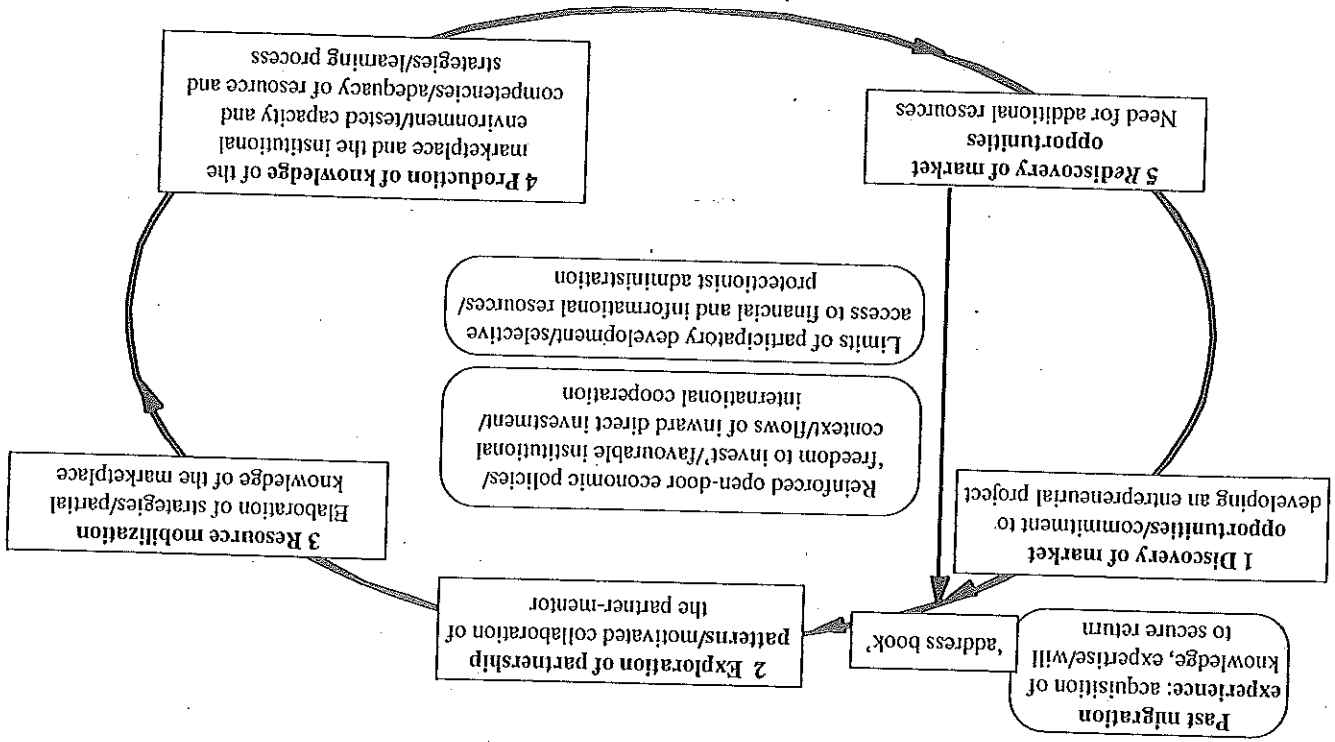 Past migration
experience: acquisition of
knowledge, expertise/will
to secure return
'address book'
2 Exploration of partnership
patterns/motivated collaboration of
the partner-mentor
1 Discovery of market
opportunities/commitment to
developing an entrepreneurial project
3 Resource mobilization
Elaboration of strategies/partial
knowledge of the marketplace
Reinforced open-door economic policies/
'freedom to invest'/favourable institutional
context/flows of inward direct investment/
international cooperation
Limits of participatory development/selective
access to financial and informational resources/
protectionist administration
5 Rediscovery of market
opportunities
Need for additional resources
4 Production of knowledge of the
marketplace and the institutional
environment/tested capacity and
competencies/adequacy of resource and
strategies/learning process